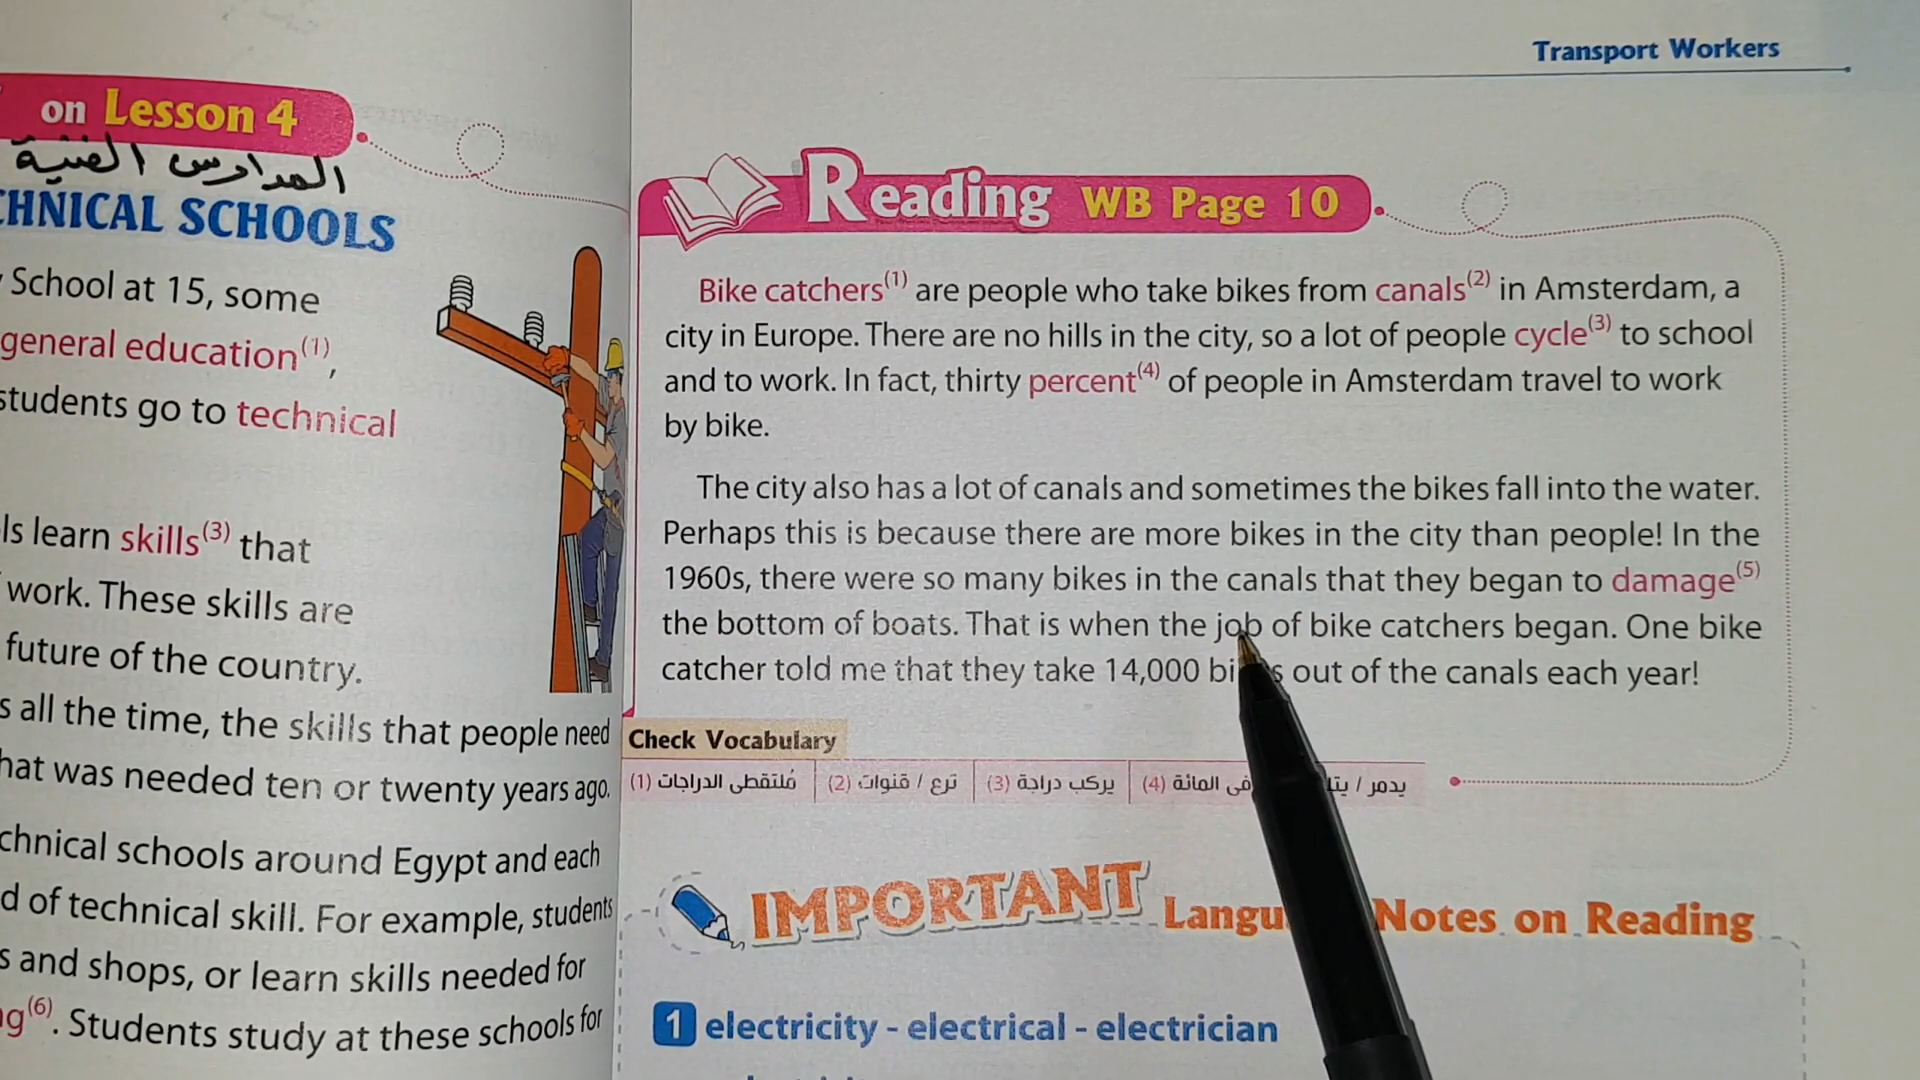 on Lesson 4
المدارس الفنية
CHNICAL SCHOOLS
School at 15, some
general education(1),
students go to technical
ls learn skills(3) that
work. These skills are
future of the country.
s all the time, the skills that people need
hat was needed ten or twenty years ago.
chnical schools around Egypt and each
d of technical skill. For example, students
s and shops, or learn skills needed for
ng(6). Students study at these schools for
Transport Workers
Reading WB Page 10
Bike catchers(1) are people who take bikes from canals(2) in Amsterdam, a
city in Europe. There are no hills in the city, so a lot of people cycle(3) to school
and to work. In fact, thirty percent(4) of people in Amsterdam travel to work
by bike.
The city also has a lot of canals and sometimes the bikes fall into the water.
Perhaps this is because there are more bikes in the city than people! In the
1960s, there were so many bikes in the canals that they began to damage(5)
the bottom of boats. That is when the job of bike catchers began. One bike
catcher told me that they take 14,000 bi s out of the canals each year!
Check Vocabulary
(1) مُلتقطى الدراجات (2) ترع / قنوات (3) يركب دراجة (4) فى المائة يدمر / يتا
IMPORTANT Langu Notes on Reading
1 electricity - electrical - electrician